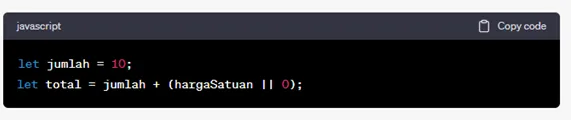 javascript
Copy code
let jumlah = 10;
let total = jumlah + (hargaSatuan || 0);